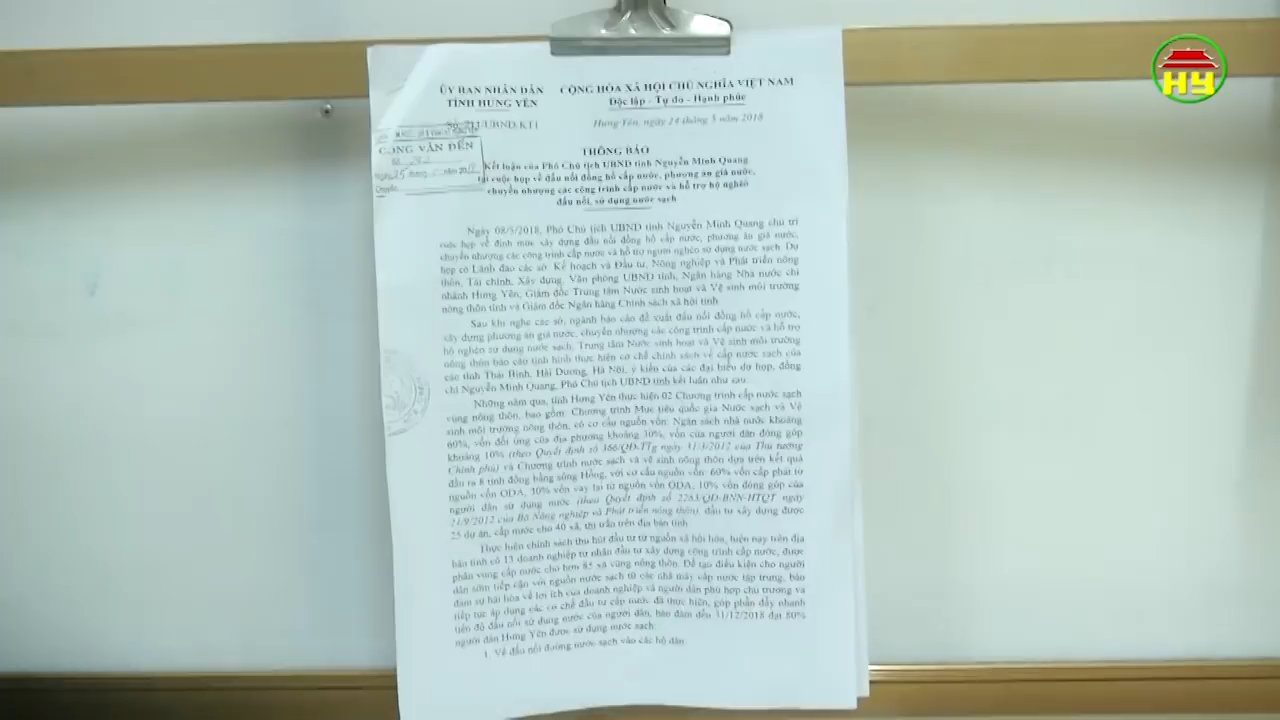 HY
ỦY BAN NHÂN DÂN
TỈNH HƯNG YÊN
CỘNG HÒA XÃ HỘI CHỦ NGHĨA VIỆT NAM
Độc lập - Tự do - Hạnh phúc
Số: 211/UBND-KT1
Hưng Yên, ngày 24 tháng 5 năm 2018
CÔNG VĂN ĐẾN
THÔNG BÁO
Kết luận của Phó Chủ tịch UBND tỉnh Nguyễn Minh Quang
tại cuộc họp về đấu nối đồng hồ cấp nước, phương án giá nước,
chuyển nhượng các công trình cấp nước và hỗ trợ hộ nghèo
đấu nối, sử dụng nước sạch
Ngày 08/5/2018, Phó Chủ tịch UBND tỉnh Nguyễn Minh Quang chủ trì
cuộc họp về định mức xây dựng đấu nối đồng hồ cấp nước, phương án giá nước,
chuyển nhượng các công trình cấp nước và hỗ trợ người nghèo sử dụng nước sạch. Dự
họp có Lãnh đạo các sở: Kế hoạch và Đầu tư, Nông nghiệp và Phát triển nông
thôn, Tài chính, Xây dựng, Văn phòng UBND tỉnh, Ngân hàng Nhà nước chi
nhánh Hưng Yên, Giám đốc Trung tâm Nước sinh hoạt và Vệ sinh môi trường
nông thôn tỉnh và Giám đốc Ngân hàng Chính sách xã hội tỉnh.
Sau khi nghe các sở, ngành báo cáo đề xuất đấu nối đồng hồ cấp nước,
xây dựng phương án giá nước, chuyển nhượng các công trình cấp nước và hỗ trợ
hộ nghèo sử dụng nước sạch, Trung tâm Nước sinh hoạt và Vệ sinh môi trường
nông thôn báo cáo tình hình thực hiện cơ chế chính sách về cấp nước sạch của
các tỉnh Thái Bình, Hải Dương, Hà Nội, ý kiến của các đại biểu dự họp, đồng
chí Nguyễn Minh Quang, Phó Chủ tịch UBND tỉnh kết luận như sau:
Những năm qua, tỉnh Hưng Yên thực hiện 02 Chương trình cấp nước sạch
vùng nông thôn, bao gồm: Chương trình Mục tiêu quốc gia Nước sạch và Vệ
sinh môi trường nông thôn, có cơ cấu nguồn vốn: Ngân sách nhà nước khoảng
60%, vốn đối ứng của địa phương khoảng 30%, vốn của người dân đóng góp
khoảng 10% (theo Quyết định số 366/QĐ-TTg ngày 31/3/2012 của Thủ tướng
Chính phủ) và Chương trình nước sạch và vệ sinh nông thôn dựa trên kết quả
đầu ra 8 tỉnh đồng bằng sông Hồng, với cơ cấu nguồn vốn: 60% vốn cấp phát từ
nguồn vốn ODA, 10% vốn vay lại từ nguồn vốn ODA, 10% vốn đóng góp của
người dân sử dụng nước (theo Quyết định số 2263/QĐ-BNN-HTQT ngày
21/9/2012 của Bộ Nông nghiệp và Phát triển nông thôn), đầu tư xây dựng được
25 dự án, cấp nước cho 40 xã, thị trấn trên địa bàn tỉnh.
Thực hiện chính sách thu hút đầu tư từ nguồn xã hội hóa, hiện nay trên địa
bàn tỉnh có 13 doanh nghiệp tư nhân đầu tư xây dựng công trình cấp nước, được
phân vùng cấp nước cho hơn 85 xã vùng nông thôn. Để tạo điều kiện cho người
dân sớm tiếp cận với nguồn nước sạch từ các nhà máy cấp nước tập trung, bảo
đảm sự hài hòa về lợi ích của doanh nghiệp và người dân phù hợp chủ trương và
tiếp tục áp dụng các cơ chế đầu tư cấp nước đã thực hiện, góp phần đẩy nhanh
tiến độ đấu nối sử dụng nước của người dân, bảo đảm đến 31/12/2018 đạt 80%
người dân Hưng Yên được sử dụng nước sạch:
1. Về đấu nối đường nước sạch vào các hộ dân